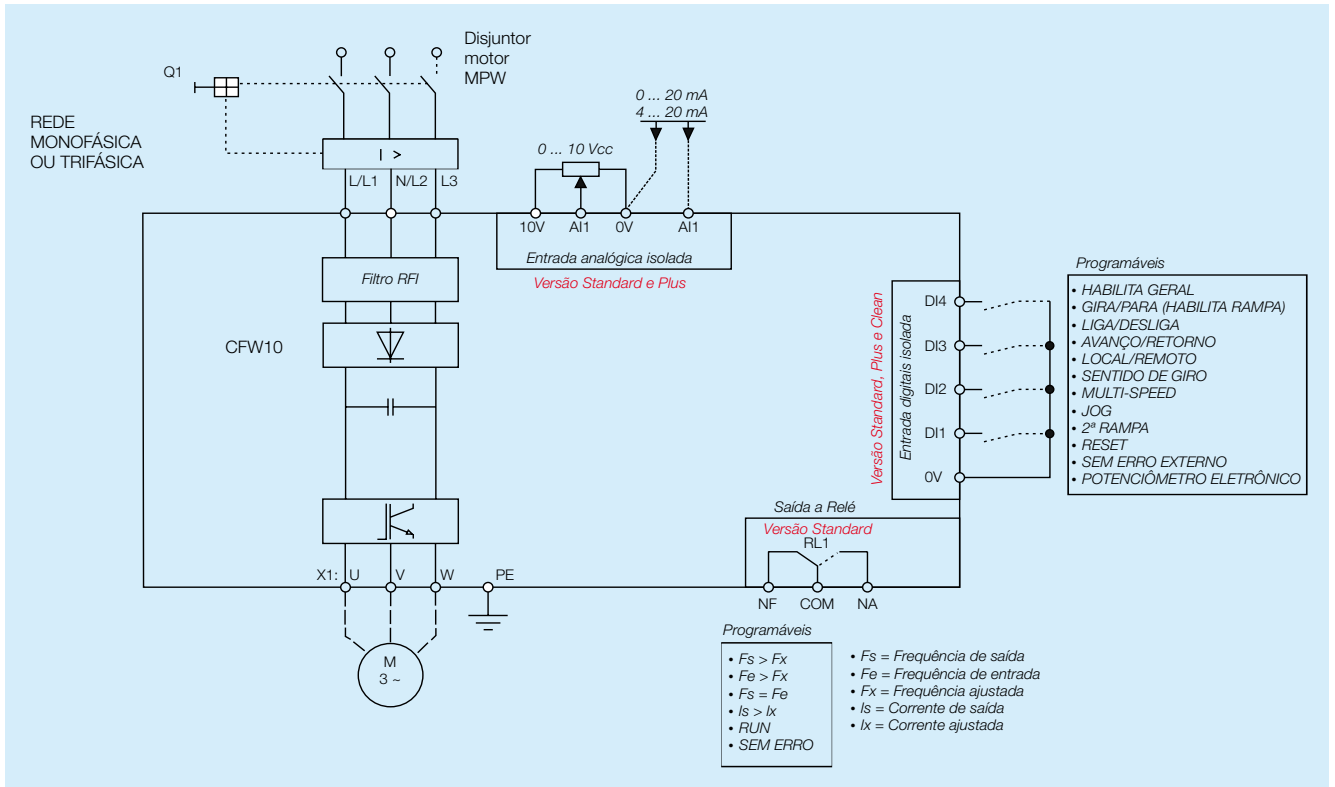 Disjuntor
motor
MPW
Q1
REDE
MONOFÁSICA
OU TRIFÁSICA
I >
L/L1 N/L2 L3
0 ... 20 mA
4 ... 20 mA
0 ... 10 Vcc
10V AI1 0V AI1
Entrada analógica isolada
Versão Standard e Plus
Filtro RFI
CFW10
Versão Standard, Plus e Clean
Entrada digitais isolada
DI4
DI3
DI2
DI1
0V
Programáveis
• HABILITA GERAL
• GIRA/PARA (HABILITA RAMPA)
• LIGA/DESLIGA
• AVANÇO/RETORNO
• LOCAL/REMOTO
• SENTIDO DE GIRO
• MULTI-SPEED
• JOG
• 2ª RAMPA
• RESET
• SEM ERRO EXTERNO
• POTENCIÔMETRO ELETRÔNICO
Saída a Relé
Versão Standard
RL1
NF COM NA
X1: U V W PE
M
3 ~
Programáveis
• Fs > Fx
• Fe > Fx
• Fs = Fe
• Is > Ix
• RUN
• SEM ERRO
• Fs = Frequência de saída
• Fe = Frequência de entrada
• Fx = Frequência ajustada
• Is = Corrente de saída
• Ix = Corrente ajustada